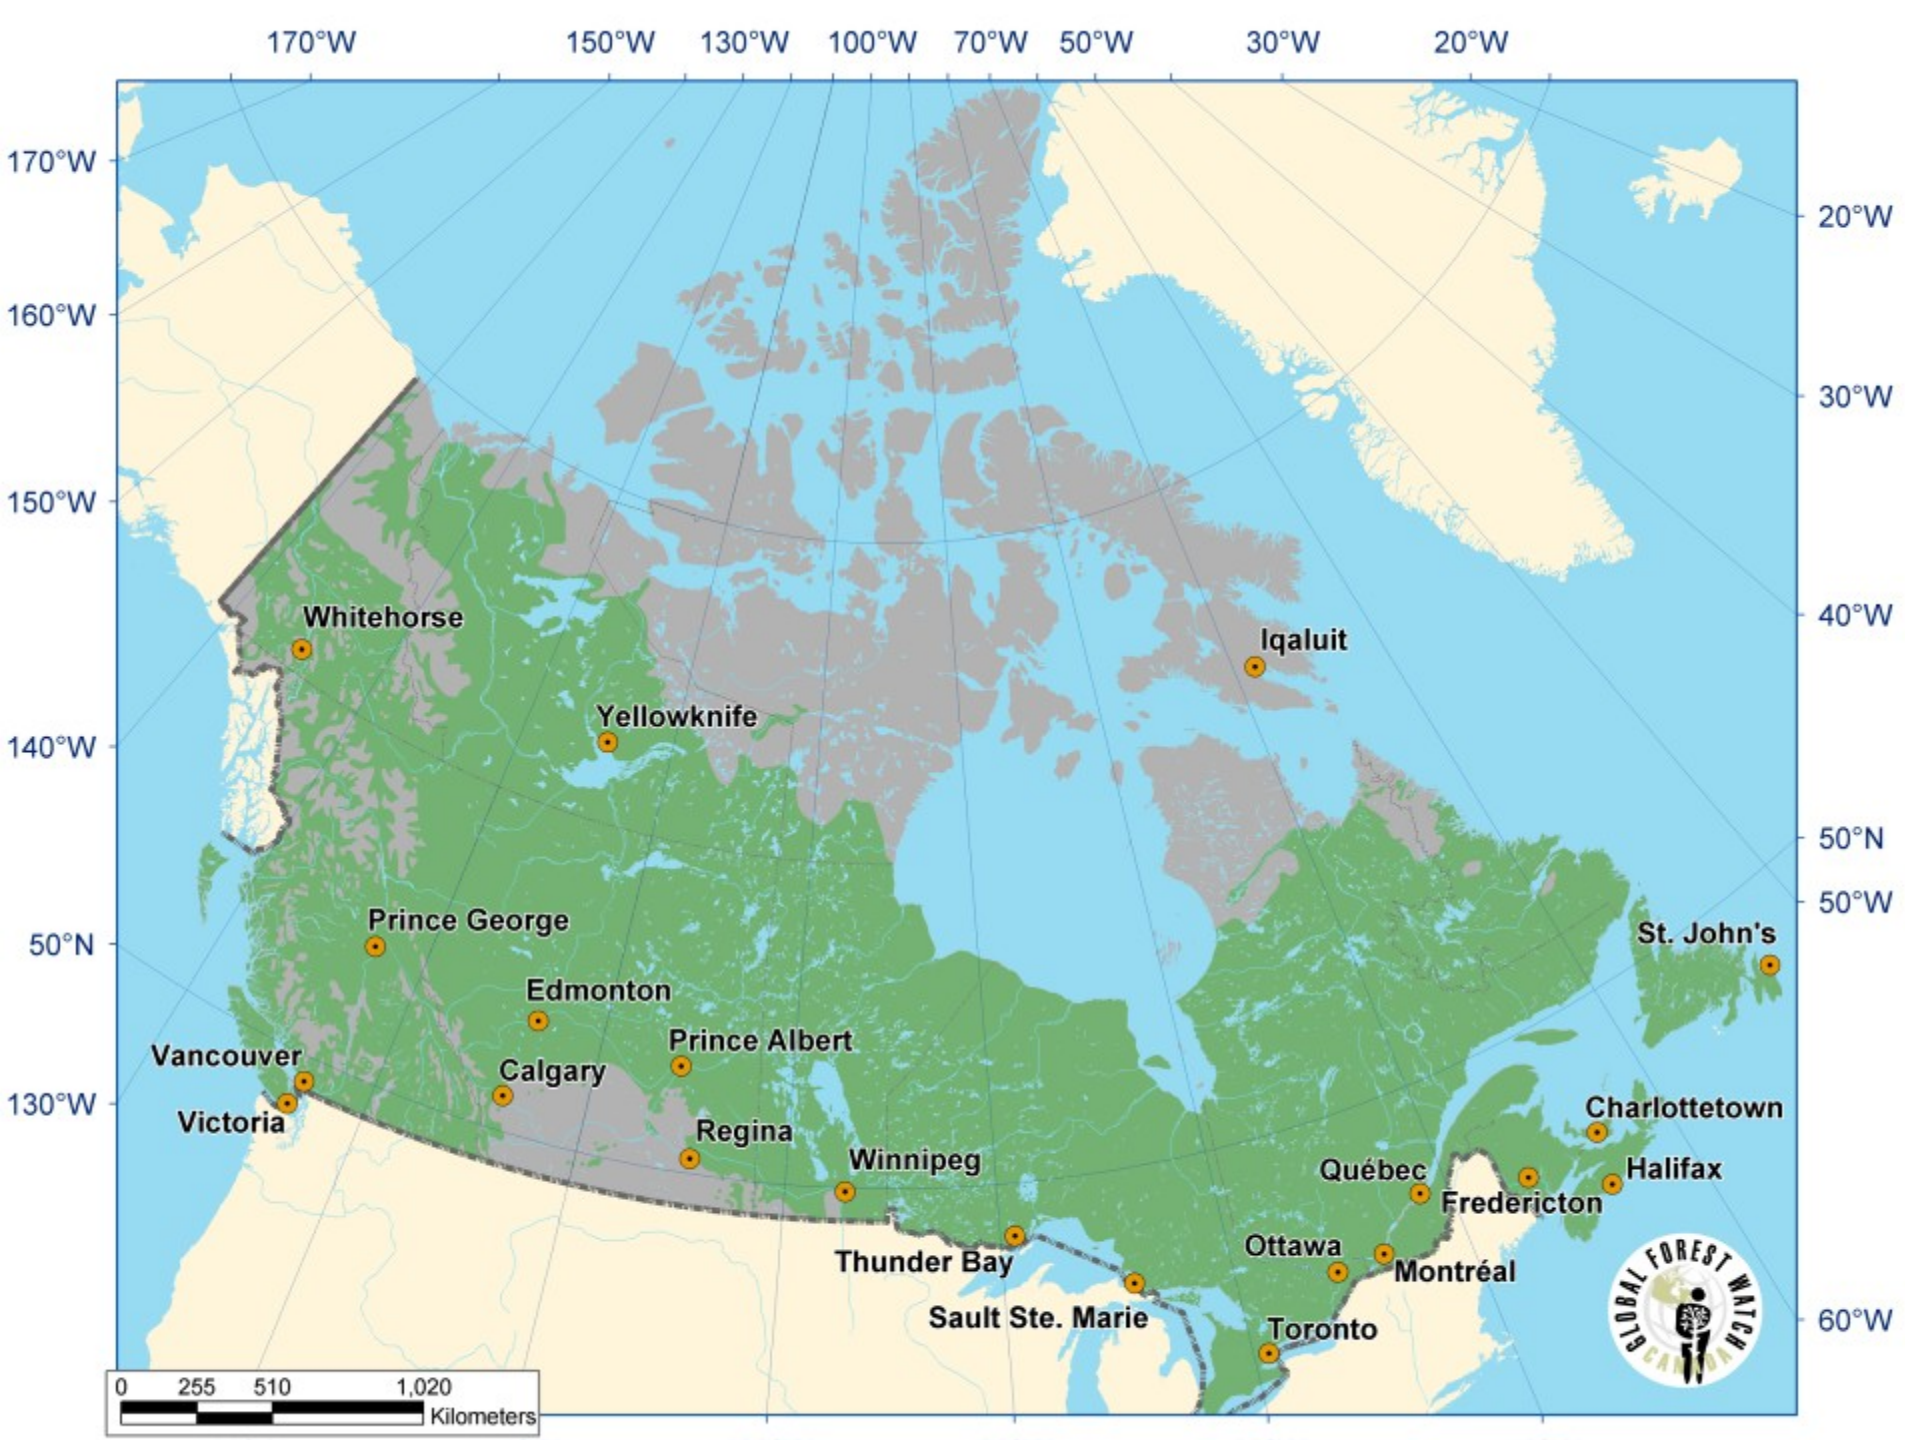 170°W 150°W 130°W 100°W 70°W 50°W 30°W 20°W
170°W
20°W
160°W
30°W
150°W
Whitehorse
40°W
Iqaluit
Yellowknife
140°W
50°N
50°W
Prince George
St. John's
50°N
Edmonton
Prince Albert
Vancouver
Calgary
130°W
Charlottetown
Victoria
Regina
Winnipeg
Québec
Halifax
Fredericton
Ottawa
Thunder Bay
Montréal
GLOBAL FOREST WATCH
CANADA
Sault Ste. Marie
60°W
Toronto
0 255 510 1,020
Kilometers